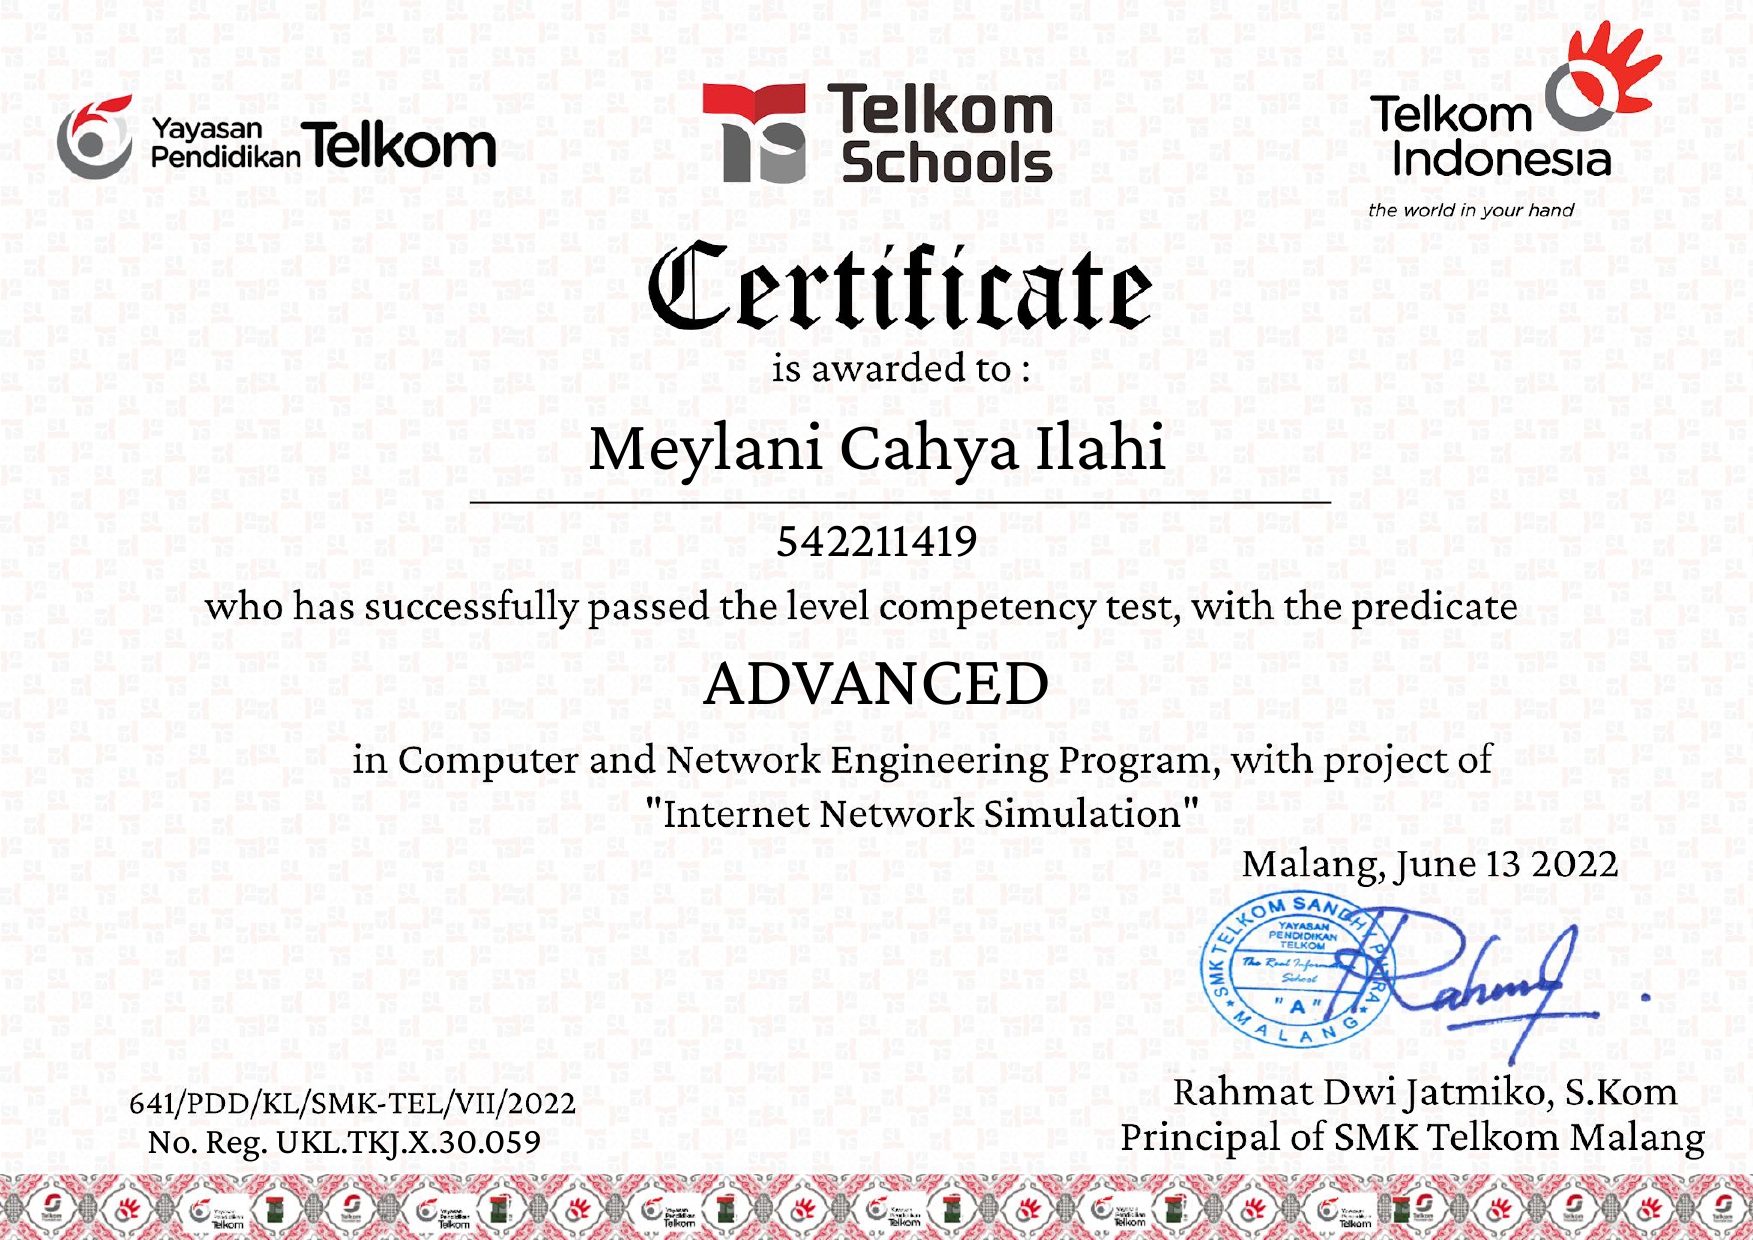 Yayasan
Pendidikan Telkom
Telkom
Schools
Telkom
Indonesia
the world in your hand
Certificate
is awarded to :
Meylani Cahya Ilahi
542211419
who has successfully passed the level competency test, with the predicate
ADVANCED
in Computer and Network Engineering Program, with project of
"Internet Network Simulation"
Malang, June 13 2022
SMK TELKOM SANDHY PUTRA
YAYASAN
PENDIDIKAN
TELKOM
The Real
School
"A"
MALANG
641/PDD/KL/SMK-TEL/VII/2022
No. Reg. UKL.TKJ.X.30.059
Rahmat Dwi Jatmiko, S.Kom
Principal of SMK Telkom Malang